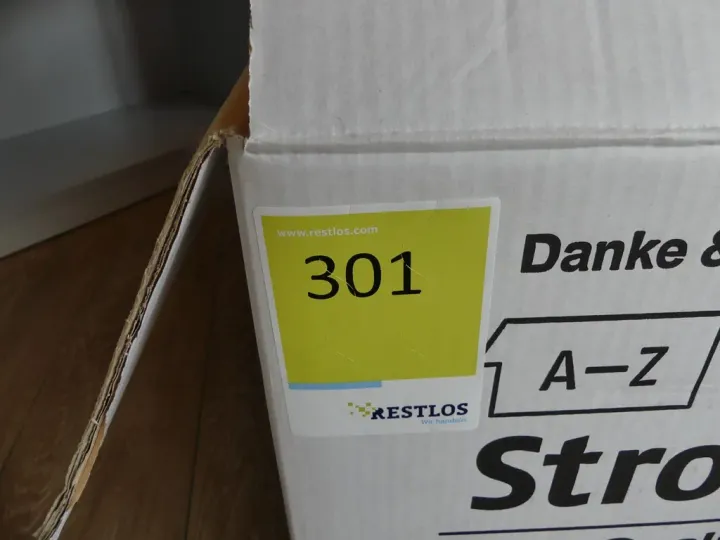 www.restlos.com
301
RESTLOS
Danke &
A–Z
Stro